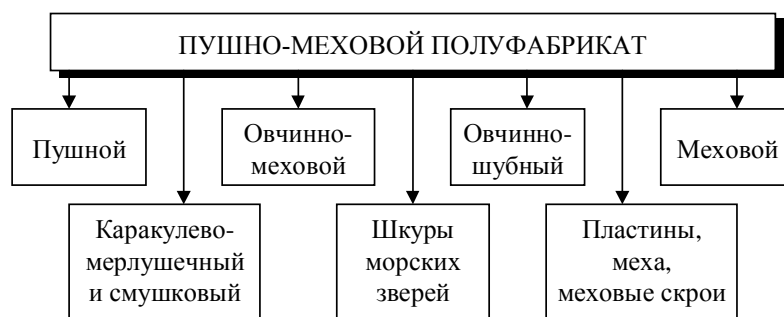 ПУШНО-МЕХОВОЙ ПОЛУФАБРИКАТ
Пушной
Овчинно-
меховой
Овчинно-
шубный
Меховой
Каракулево-
мерлушечный
и смушковый
Шкуры
морских
зверей
Пластины,
меха,
меховые скрои